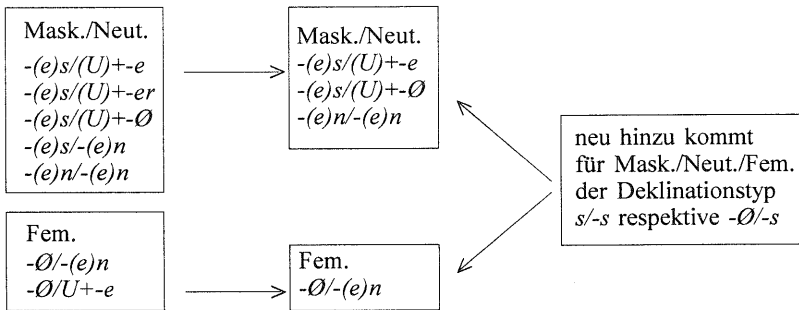 Mask./Neut.
-(e)s/(U)+-e
-(e)s/(U)+-er
-(e)s/(U)+-Ø
-(e)s/-(e)n
-(e)n/-(e)n
Mask./Neut.
-(e)s/(U)+-e
-(e)s/(U)+-Ø
-(e)n/-(e)n
neu hinzu kommt
für Mask./Neut./Fem.
der Deklinationstyp
s/-s respektive -Ø/-s
Fem.
-Ø/-(e)n
-Ø/U+-e
Fem.
-Ø/-(e)n